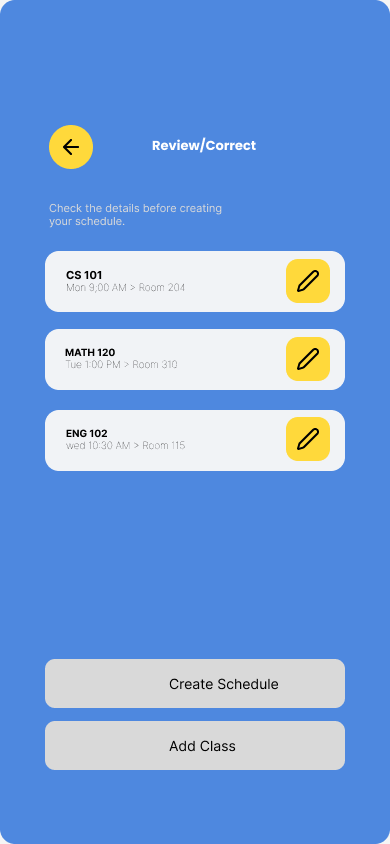 Review/Correct
Check the details before creating
your schedule.
CS 101
Mon 9;00 AM > Room 204
MATH 120
Tue 1:00 PM > Room 310
ENG 102
wed 10:30 AM > Room 115
Create Schedule
Add Class